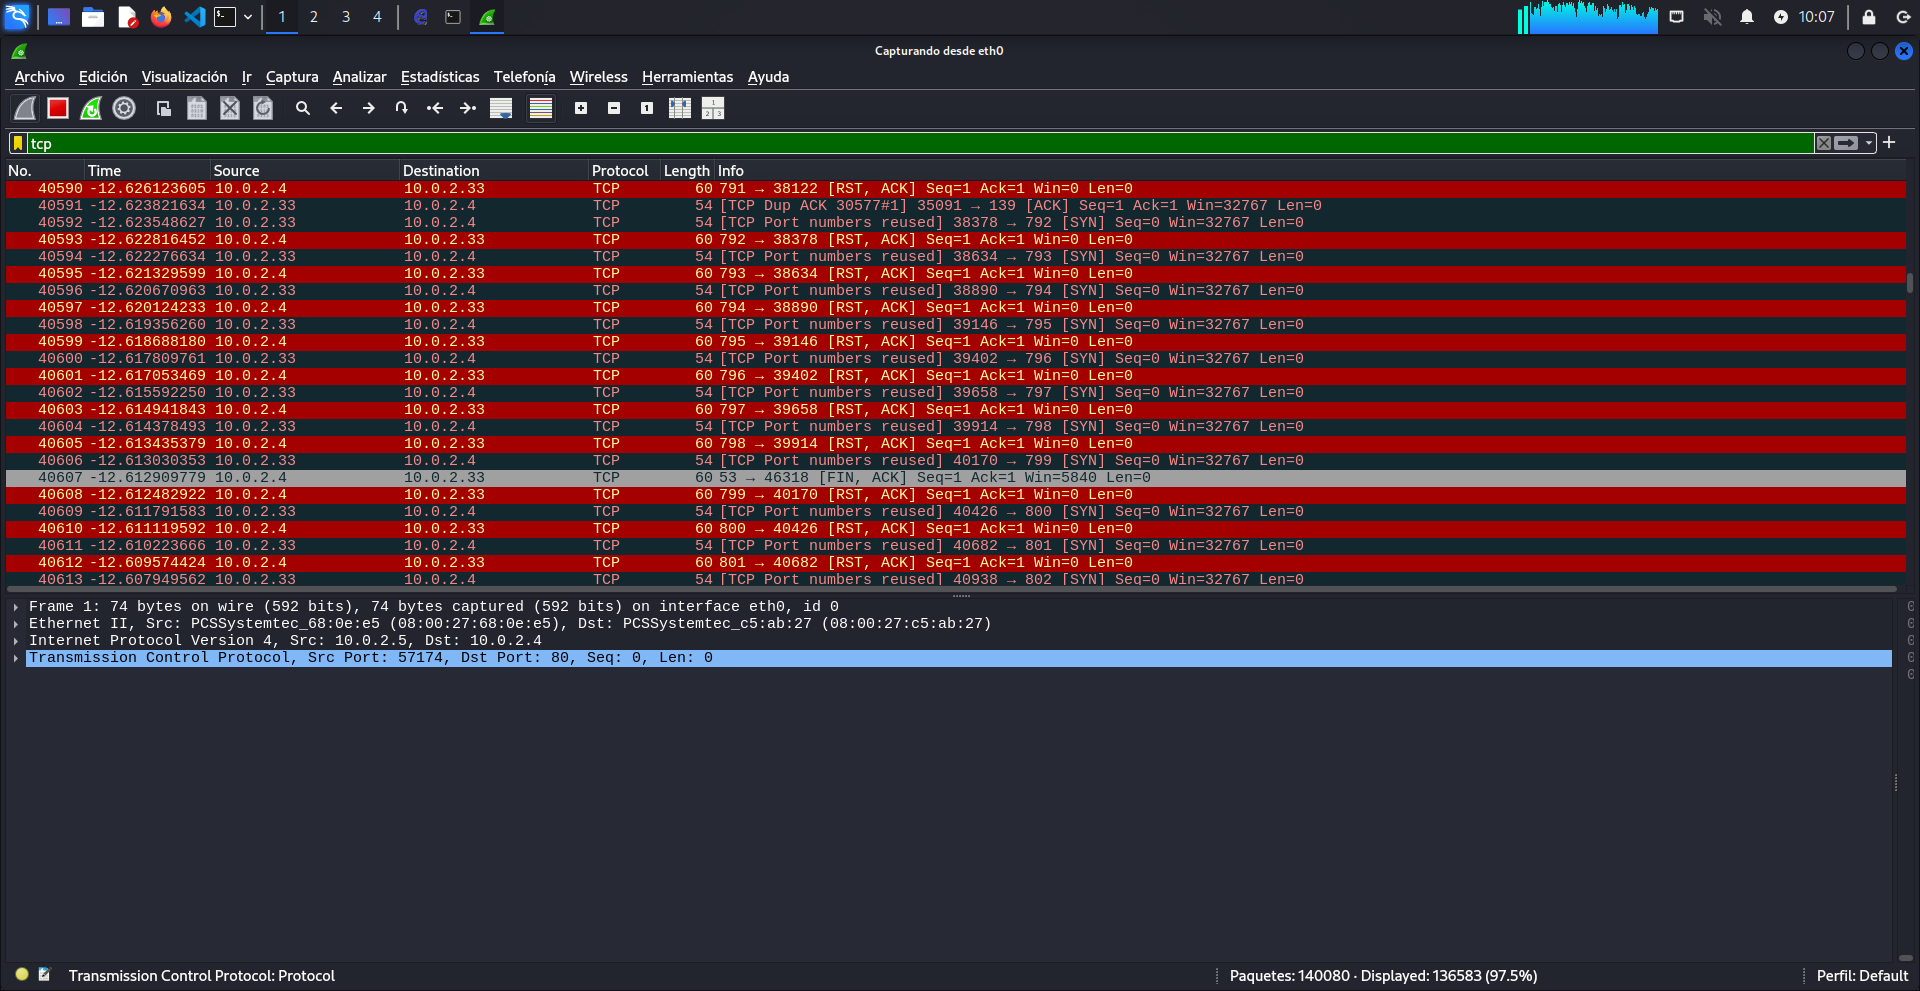 1 2 3 4 10:07
Capturando desde eth0
Archivo Edición Visualización Ir Captura Analizar Estadísticas Telefonía Wireless Herramientas Ayuda
tcp
No. Time Source Destination Protocol Length Info
40590 -12.626123605 10.0.2.4 10.0.2.33 TCP 60 791 → 38122 [RST, ACK] Seq=1 Ack=1 Win=0 Len=0
40591 -12.623821634 10.0.2.33 10.0.2.4 TCP 54 [TCP Dup ACK 30577#1] 35091 → 139 [ACK] Seq=1 Ack=1 Win=32767 Len=0
40592 -12.623548627 10.0.2.33 10.0.2.4 TCP 54 [TCP Port numbers reused] 38378 → 792 [SYN] Seq=0 Win=32767 Len=0
40593 -12.622816452 10.0.2.4 10.0.2.33 TCP 60 792 → 38378 [RST, ACK] Seq=1 Ack=1 Win=0 Len=0
40594 -12.622276634 10.0.2.33 10.0.2.4 TCP 54 [TCP Port numbers reused] 38634 → 793 [SYN] Seq=0 Win=32767 Len=0
40595 -12.621329599 10.0.2.4 10.0.2.33 TCP 60 793 → 38634 [RST, ACK] Seq=1 Ack=1 Win=0 Len=0
40596 -12.620670963 10.0.2.33 10.0.2.4 TCP 54 [TCP Port numbers reused] 38890 → 794 [SYN] Seq=0 Win=32767 Len=0
40597 -12.620124233 10.0.2.4 10.0.2.33 TCP 60 794 → 38890 [RST, ACK] Seq=1 Ack=1 Win=0 Len=0
40598 -12.619356260 10.0.2.33 10.0.2.4 TCP 54 [TCP Port numbers reused] 39146 → 795 [SYN] Seq=0 Win=32767 Len=0
40599 -12.618688180 10.0.2.4 10.0.2.33 TCP 60 795 → 39146 [RST, ACK] Seq=1 Ack=1 Win=0 Len=0
40600 -12.617809761 10.0.2.33 10.0.2.4 TCP 54 [TCP Port numbers reused] 39402 → 796 [SYN] Seq=0 Win=32767 Len=0
40601 -12.617053469 10.0.2.4 10.0.2.33 TCP 60 796 → 39402 [RST, ACK] Seq=1 Ack=1 Win=0 Len=0
40602 -12.615592250 10.0.2.33 10.0.2.4 TCP 54 [TCP Port numbers reused] 39658 → 797 [SYN] Seq=0 Win=32767 Len=0
40603 -12.614941843 10.0.2.4 10.0.2.33 TCP 60 797 → 39658 [RST, ACK] Seq=1 Ack=1 Win=0 Len=0
40604 -12.614378493 10.0.2.33 10.0.2.4 TCP 54 [TCP Port numbers reused] 39914 → 798 [SYN] Seq=0 Win=32767 Len=0
40605 -12.613435379 10.0.2.4 10.0.2.33 TCP 60 798 → 39914 [RST, ACK] Seq=1 Ack=1 Win=0 Len=0
40606 -12.613030353 10.0.2.33 10.0.2.4 TCP 54 [TCP Port numbers reused] 40170 → 799 [SYN] Seq=0 Win=32767 Len=0
40607 -12.612909779 10.0.2.4 10.0.2.33 TCP 60 53 → 46318 [FIN, ACK] Seq=1 Ack=1 Win=5840 Len=0
40608 -12.612482922 10.0.2.4 10.0.2.33 TCP 60 799 → 40170 [RST, ACK] Seq=1 Ack=1 Win=0 Len=0
40609 -12.611791583 10.0.2.33 10.0.2.4 TCP 54 [TCP Port numbers reused] 40426 → 800 [SYN] Seq=0 Win=32767 Len=0
40610 -12.611119592 10.0.2.4 10.0.2.33 TCP 60 800 → 40426 [RST, ACK] Seq=1 Ack=1 Win=0 Len=0
40611 -12.610223666 10.0.2.33 10.0.2.4 TCP 54 [TCP Port numbers reused] 40682 → 801 [SYN] Seq=0 Win=32767 Len=0
40612 -12.609574424 10.0.2.4 10.0.2.33 TCP 60 801 → 40682 [RST, ACK] Seq=1 Ack=1 Win=0 Len=0
40613 -12.607949562 10.0.2.33 10.0.2.4 TCP 54 [TCP Port numbers reused] 40938 → 802 [SYN] Seq=0 Win=32767 Len=0
Frame 1: 74 bytes on wire (592 bits), 74 bytes captured (592 bits) on interface eth0, id 0
Ethernet II, Src: PCSSystemtec_68:0e:e5 (08:00:27:68:0e:e5), Dst: PCSSystemtec_c5:ab:27 (08:00:27:c5:ab:27)
Internet Protocol Version 4, Src: 10.0.2.5, Dst: 10.0.2.4
Transmission Control Protocol, Src Port: 57174, Dst Port: 80, Seq: 0, Len: 0
Transmission Control Protocol: Protocol Paquetes: 140080 · Displayed: 136583 (97.5%) Perfil: Default